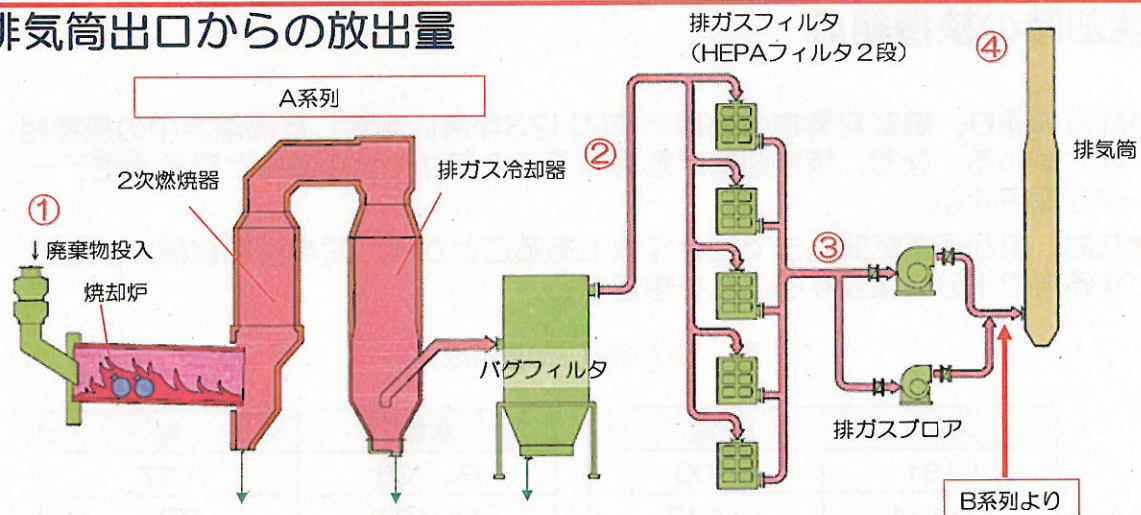 排気筒出口からの放出量
A系列
排ガスフィルタ
（HEPAフィルタ２段）
④
排気筒
②
2次燃焼器
排ガス冷却器
①
↓廃棄物投入
焼却炉
③
バグフィルタ
排ガスブロア
B系列より